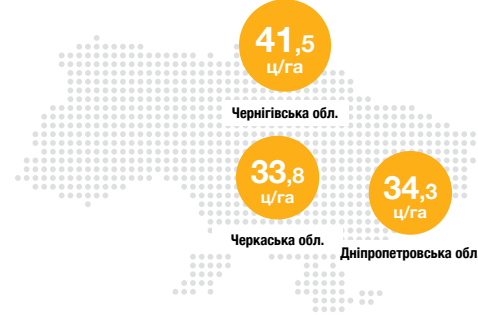 41,5
ц/га
Чернігівська обл.
33,8
ц/га
Черкаська обл.
34,3
ц/га
Дніпропетровська обл